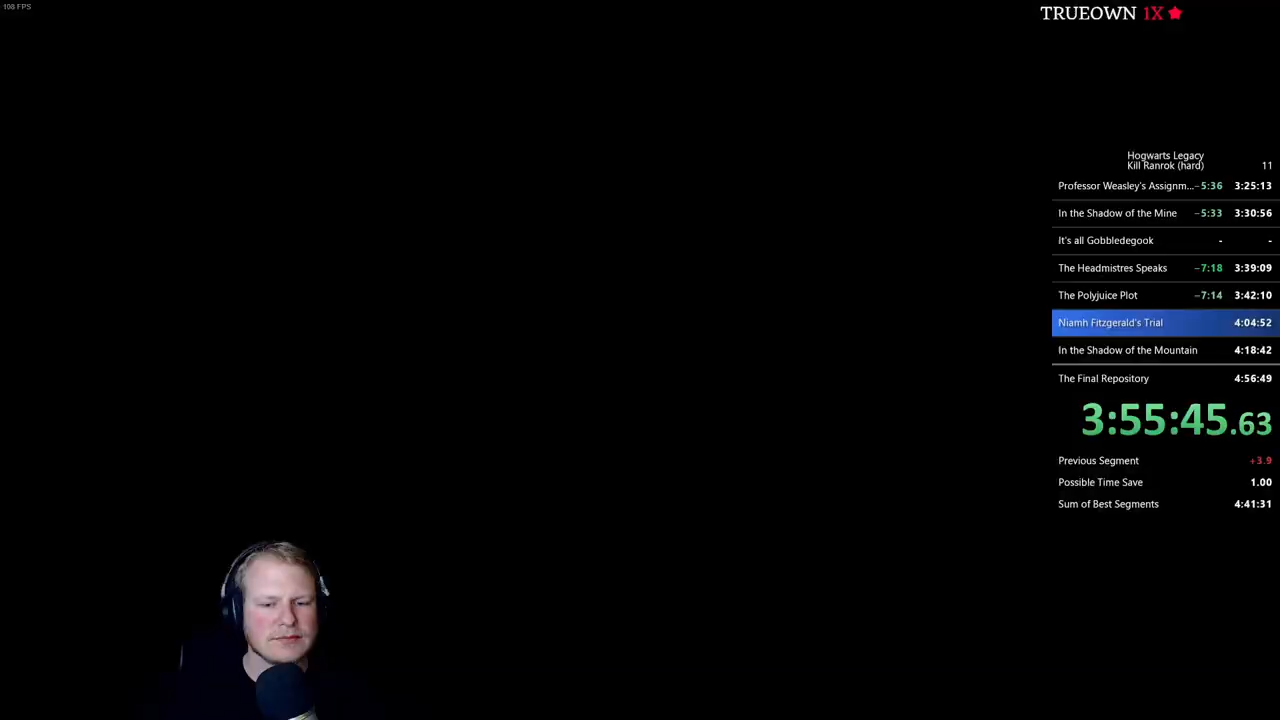 108 FPS
TRUEOWN 1X
Hogwarts Legacy
Kill Ranrok (hard) 11
Professor Weasley's Assignm... −5:36 3:25:13
In the Shadow of the Mine −5:33 3:30:56
It's all Gobbledegook - -
The Headmistres Speaks −7:18 3:39:09
The Polyjuice Plot −7:14 3:42:10
Niamh Fitzgerald's Trial 4:04:52
In the Shadow of the Mountain 4:18:42
The Final Repository 4:56:49
3:55:45.63
Previous Segment +3.9
Possible Time Save 1.00
Sum of Best Segments 4:41:31